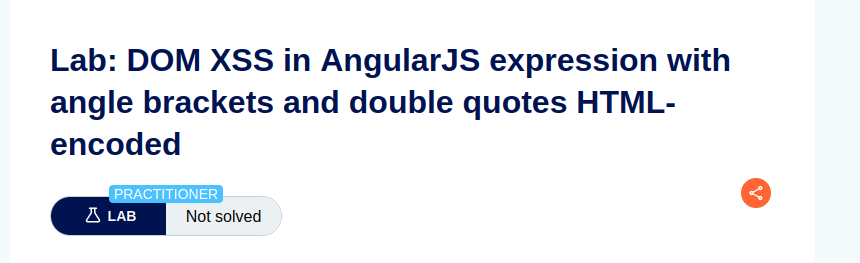 Lab: DOM XSS in AngularJS expression with
angle brackets and double quotes HTML-
encoded
PRACTITIONER
LAB Not solved